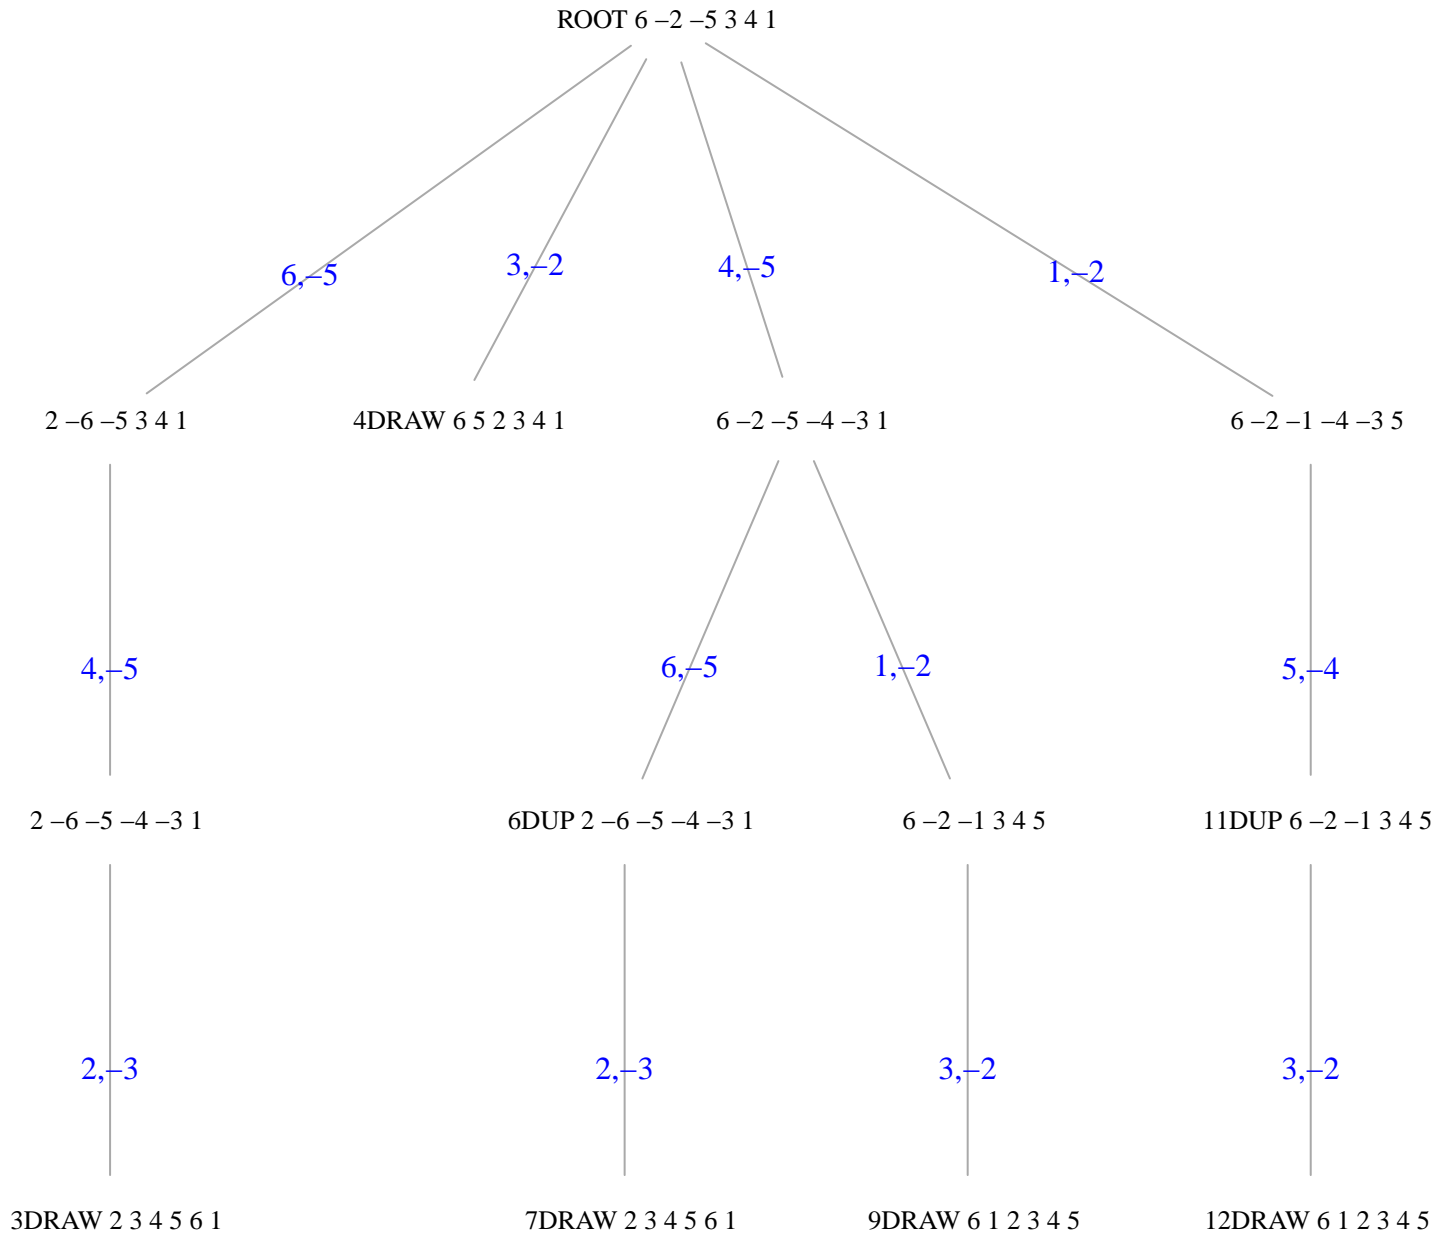 ROOT 6 –2 –5 3 4 1
6,–5
3,–2
4,–5
1,–2
2 –6 –5 3 4 1
4DRAW 6 5 2 3 4 1
6 –2 –5 –4 –3 1
6 –2 –1 –4 –3 5
4,–5
6,–5
1,–2
5,–4
2 –6 –5 –4 –3 1
6DUP 2 –6 –5 –4 –3 1
6 –2 –1 3 4 5
11DUP 6 –2 –1 3 4 5
2,–3
2,–3
3,–2
3,–2
3DRAW 2 3 4 5 6 1
7DRAW 2 3 4 5 6 1
9DRAW 6 1 2 3 4 5
12DRAW 6 1 2 3 4 5